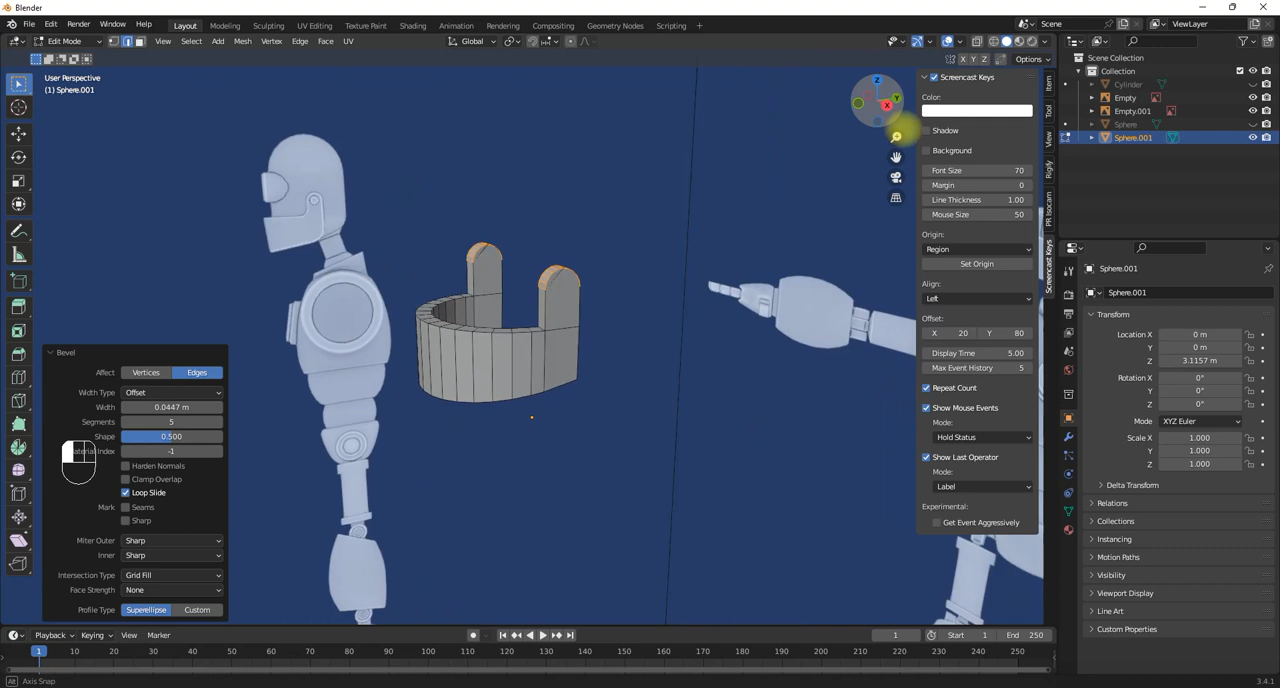 Blender
File Edit Render Window Help
Layout Modeling Sculpting UV Editing Texture Paint Shading Animation Rendering Compositing Geometry Nodes Scripting +
Scene ViewLayer
Edit Mode View Select Add Mesh Vertex Edge Face UV Global
X Y Z Options
User Perspective
(1) Sphere.001
Z
Y
X
Screencast Keys
Color:
Shadow
Background
Font Size 70
Margin 0
Line Thickness 1.00
Mouse Size 50
Origin:
Region
Set Origin
Align:
Left
Offset:
X 20 Y 80
Display Time 5.00
Max Event History 5
Repeat Count
Show Mouse Events
Mode:
Hold Status
Show Last Operator
Mode:
Label
Experimental:
Get Event Aggressively
Item
Tool
View
Rigify
PR Isocam
Screencast Keys
Scene Collection
Collection
Cylinder
Empty
Empty.001
Sphere
Sphere.001
Sphere.001
Sphere.001
Transform
Location X 0 m
Y 0 m
Z 3.1157 m
Rotation X 0°
Y 0°
Z 0°
Mode XYZ Euler
Scale X 1.000
Y 1.000
Z 1.000
Delta Transform
Relations
Collections
Instancing
Motion Paths
Visibility
Viewport Display
Line Art
Custom Properties
Bevel
Affect Vertices Edges
Width Type Offset
Width 0.0447 m
Segments 5
Shape 0.500
Index -1
Harden Normals
Clamp Overlap
Loop Slide
Mark Seams
Sharp
Miter Outer Sharp
Inner Sharp
Intersection Type Grid Fill
Face Strength None
Profile Type Superellipse Custom
Playback Keying View Marker
1 Start 1 End 250
1 10 20 30 40 50 60 70 80 90 100 110 120 130 140 150 160 170 180 190 200 210 220 230 240 250
Alt Axis Snap
3.4.1